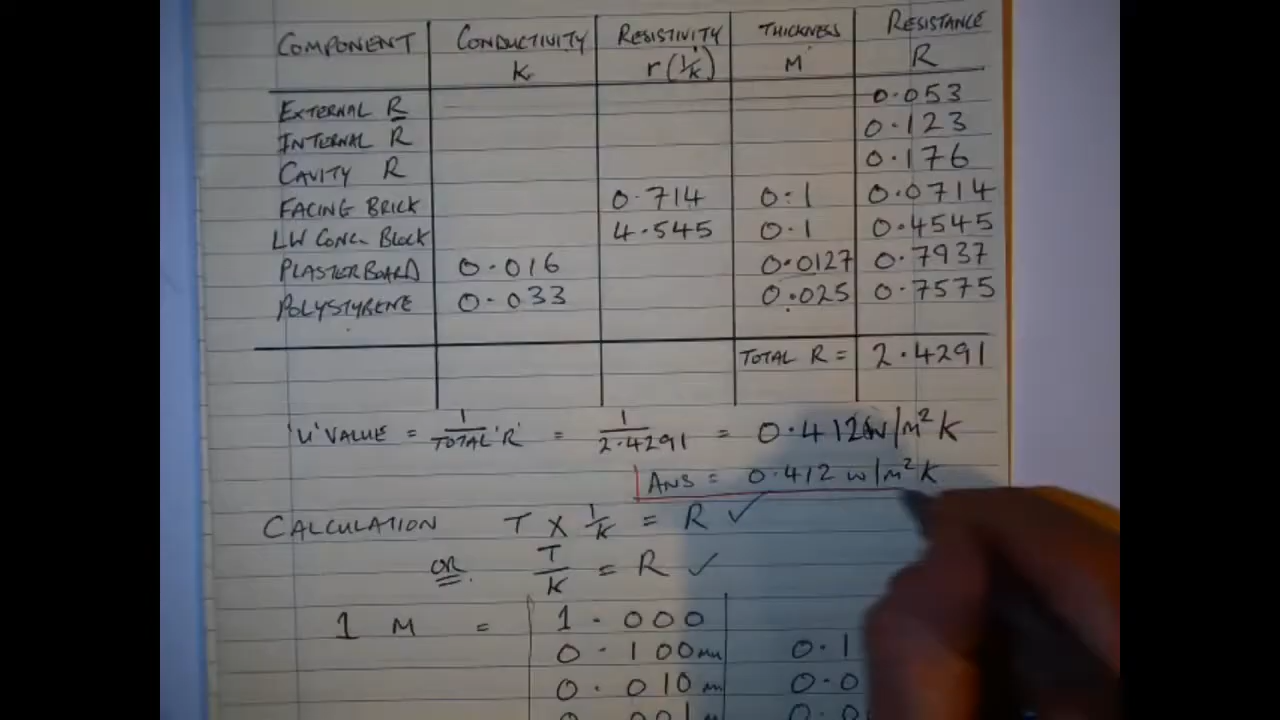 COMPONENT CONDUCTIVITY K RESISTIVITY r (1/K) THICKNESS M RESISTANCE R
EXTERNAL R 0.053
INTERNAL R 0.123
CAVITY R 0.176
FACING BRICK 0.714 0.1 0.0714
LW CONC. BLOCK 4.545 0.1 0.4545
PLASTERBOARD 0.016 0.0127 0.7937
POLYSTYRENE 0.033 0.025 0.7575
TOTAL R = 2.4291
'U' VALUE = 1/TOTAL 'R' = 1/2.4291 = 0.412 W/m²K
ANS = 0.412 W/m²K
CALCULATION T × 1/K = R ✓
OR T/K = R ✓
1 M = 1.000
0.100mm 0.1
0.010 m 0.0